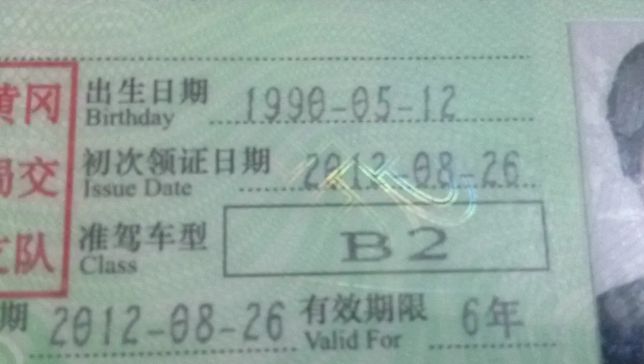 黄冈
出生日期 1990-05-12
Birthday
局交
初次领证日期 2012-08-26
Issue Date
支队
准驾车型 B2
Class
期 2012-08-26 有效期限 6年
Valid For